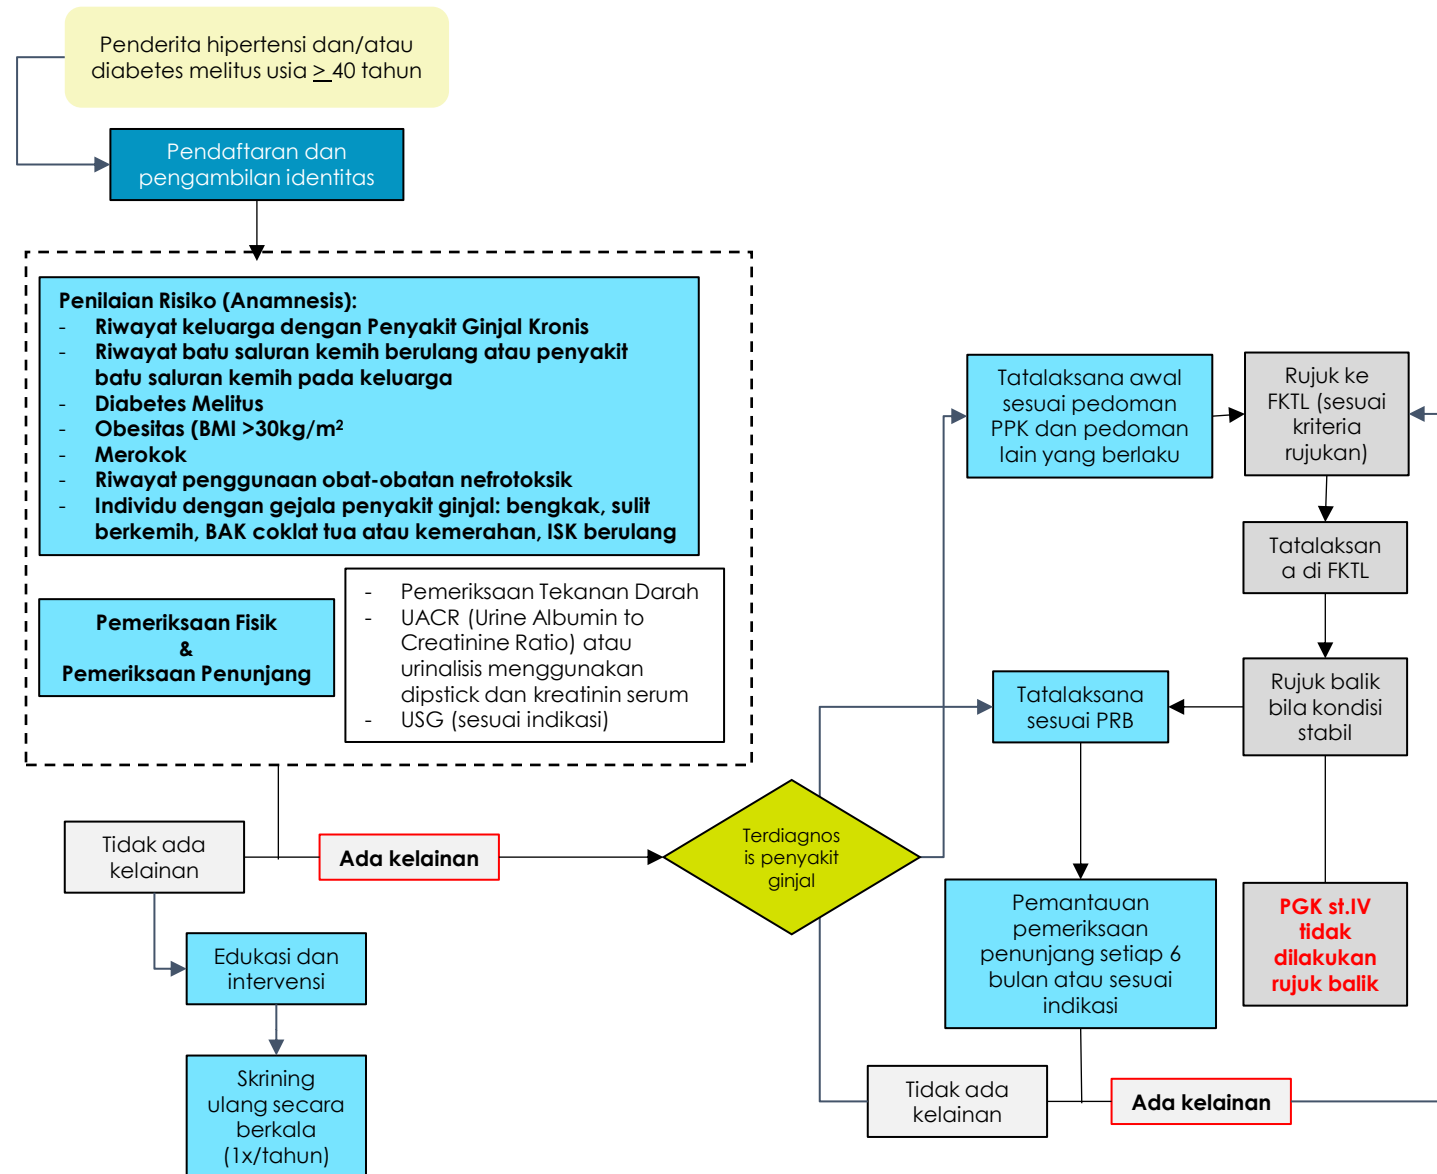 Penderita hipertensi dan/atau
diabetes melitus usia > 40 tahun
Pendaftaran dan
pengambilan identitas
Penilaian Risiko (Anamnesis):
- Riwayat keluarga dengan Penyakit Ginjal Kronis
- Riwayat batu saluran kemih berulang atau penyakit
batu saluran kemih pada keluarga
- Diabetes Melitus
- Obesitas (BMI >30kg/m²
- Merokok
- Riwayat penggunaan obat-obatan nefrotoksik
- Individu dengan gejala penyakit ginjal: bengkak, sulit
berkemih, BAK coklat tua atau kemerahan, ISK berulang
Pemeriksaan Fisik
&
Pemeriksaan Penunjang
- Pemeriksaan Tekanan Darah
- UACR (Urine Albumin to
Creatinine Ratio) atau
urinalisis menggunakan
dipstick dan kreatinin serum
- USG (sesuai indikasi)
Tidak ada
kelainan
Ada kelainan
Edukasi dan
intervensi
Skrining
ulang secara
berkala
(1x/tahun)
Terdiagnos
is penyakit
ginjal
Tatalaksana awal
sesuai pedoman
PPK dan pedoman
lain yang berlaku
Rujuk ke
FKTL (sesuai
kriteria
rujukan)
Tatalaksan
a di FKTL
Rujuk balik
bila kondisi
stabil
Tatalaksana
sesuai PRB
Pemantauan
pemeriksaan
penunjang setiap 6
bulan atau sesuai
indikasi
PGK st.IV
tidak
dilakukan
rujuk balik
Tidak ada
kelainan
Ada kelainan